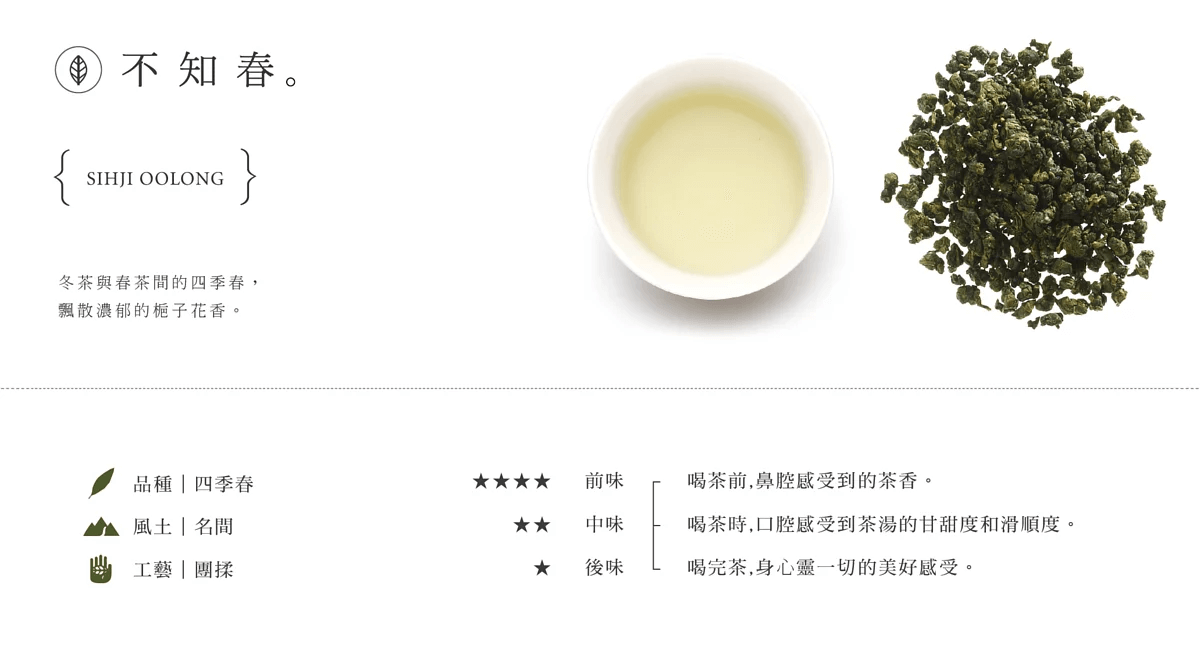 不知春。
SIHJI OOLONG
冬茶與春茶間的四季春，
飄散濃郁的梔子花香。
品種｜四季春
風土｜名間
工藝｜團揉
★★★★ 前味 喝茶前,鼻腔感受到的茶香。
★★ 中味 喝茶時,口腔感受到茶湯的甘甜度和滑順度。
★ 後味 喝完茶,身心靈一切的美好感受。